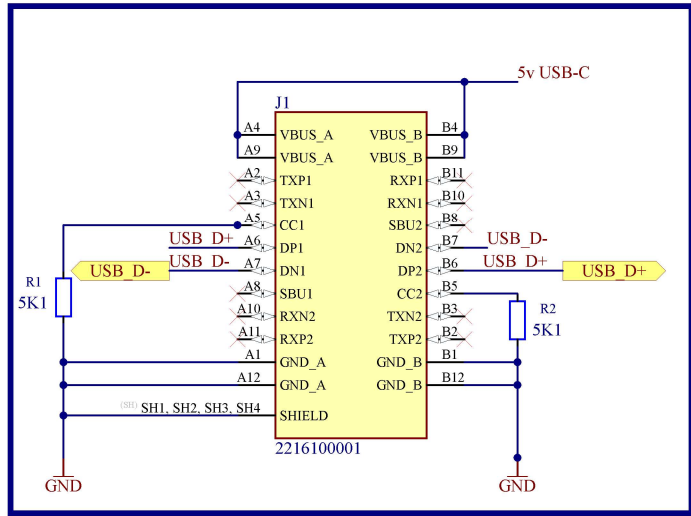 5v USB-C
J1
A4 VBUS_A VBUS_B B4
A9 VBUS_A VBUS_B B9
A2 TXP1 RXP1 B11
A3 TXN1 RXN1 B10
A5 CC1 SBU2 B8
USB_D+ A6 DP1 DN2 B7 USB_D-
USB_D- USB_D- A7 DN1 DP2 B6 USB_D+ USB_D+
R1
5K1
A8 SBU1 CC2 B5
A10 RXN2 TXN2 B3
A11 RXP2 TXP2 B2
R2
5K1
A1 GND_A GND_B B1
A12 GND_A GND_B B12
(SH) SH1, SH2, SH3, SH4 SHIELD
2216100001
GND GND